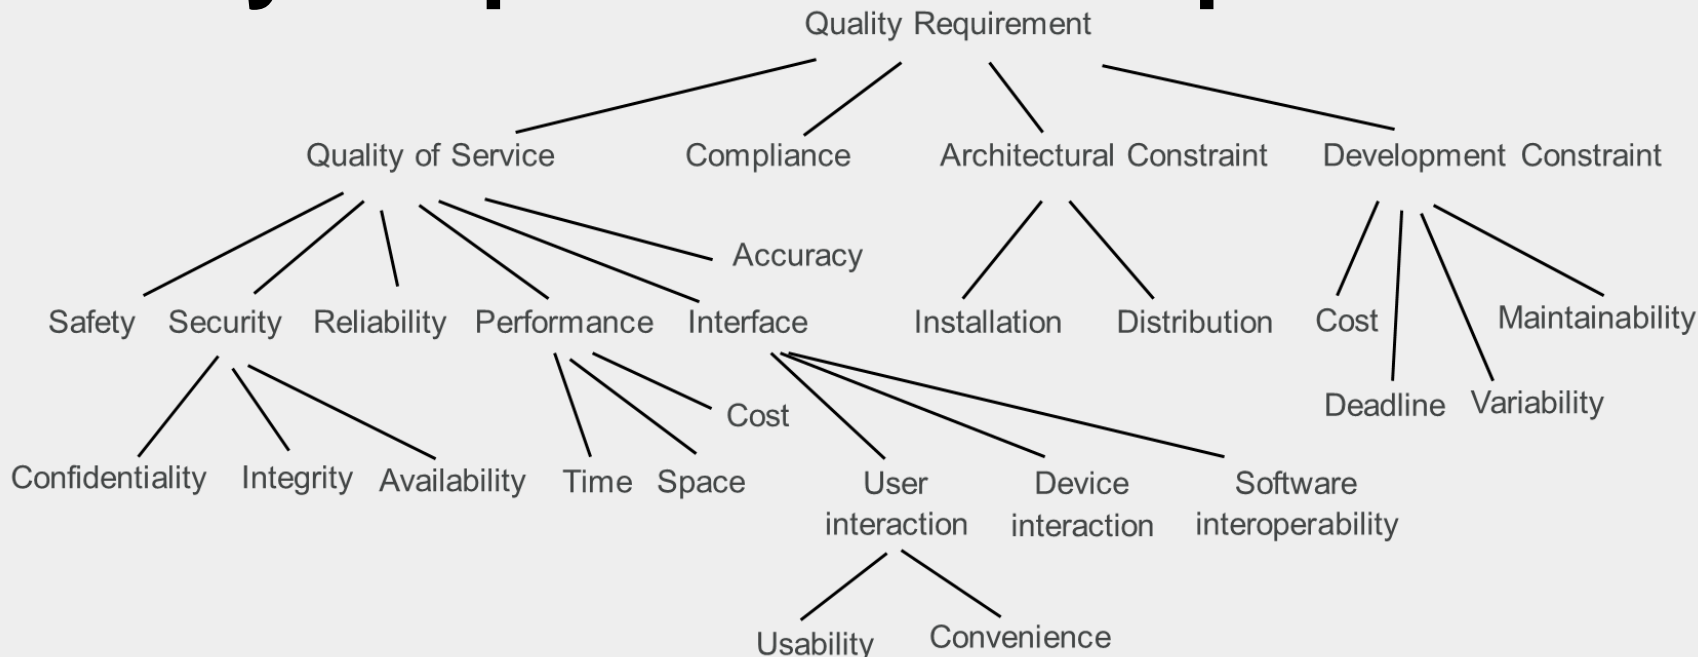 Quality Requirement
Quality of Service
Compliance
Architectural Constraint
Development Constraint
Accuracy
Safety
Security
Reliability
Performance
Interface
Installation
Distribution
Cost
Maintainability
Deadline
Variability
Cost
Confidentiality
Integrity
Availability
Time
Space
User
interaction
Device
interaction
Software
interoperability
Usability
Convenience